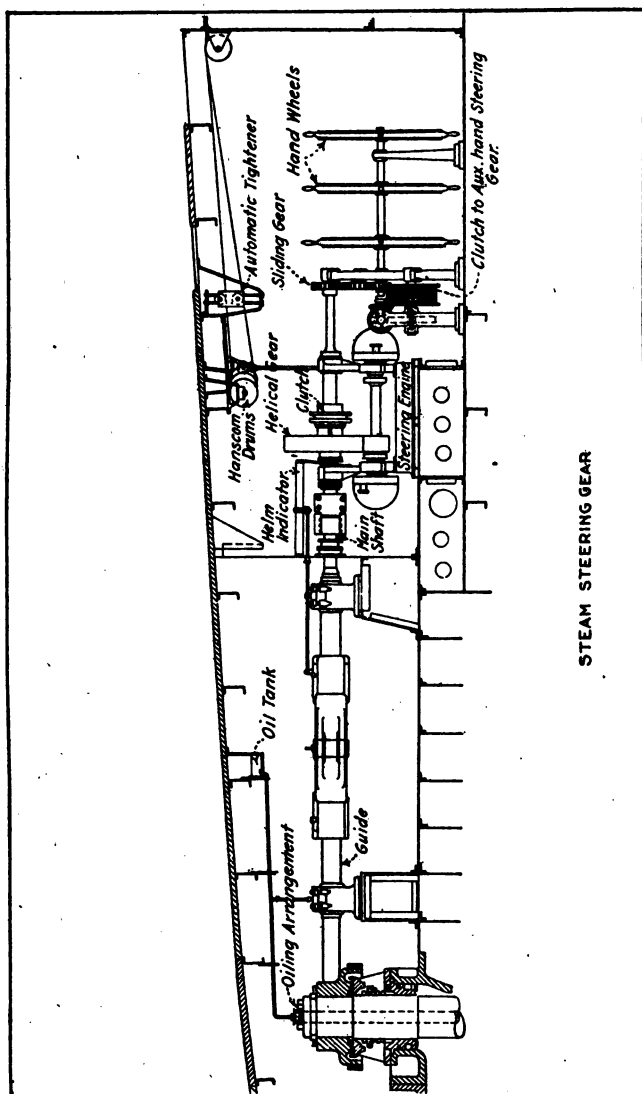 Hand Wheels
Clutch to Aux. hand Steering
Gear.
Automatic Tightener
Sliding Gear
Helical Gear
Clutch
Hanscom
Drums
Steering Engine
Helm
Indicator
Main
Shaft
Oil Tank
Guide
Oiling Arrangement
STEAM STEERING GEAR